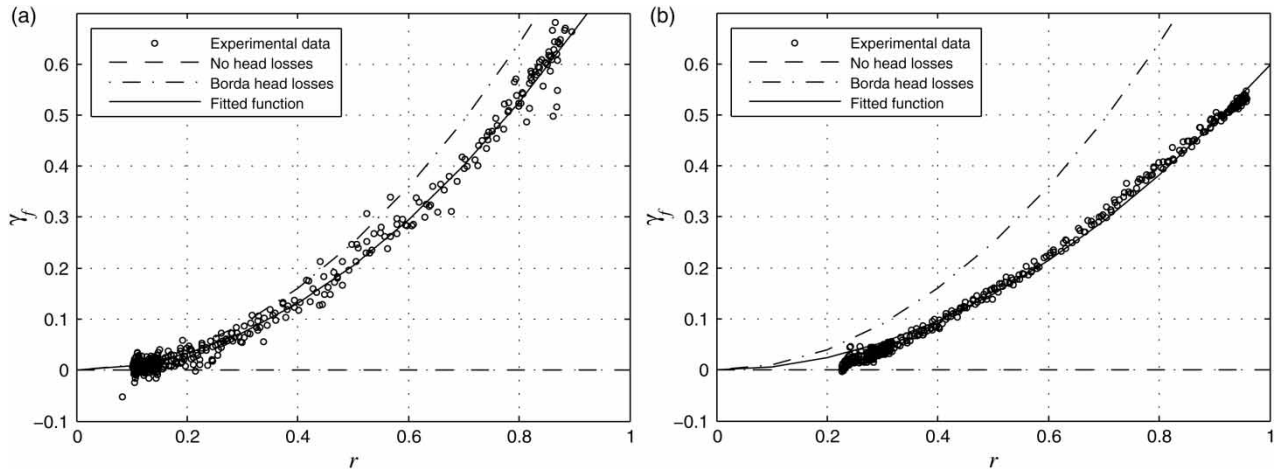 (a)
Experimental data
No head losses
Borda head losses
Fitted function
0.6
0.5
0.4
0.3
0.2
0.1
0
−0.1
γf
0
0.2
0.4
0.6
0.8
1
r
(b)
Experimental data
No head losses
Borda head losses
Fitted function
0.6
0.5
0.4
0.3
0.2
0.1
0
−0.1
γf
0
0.2
0.4
0.6
0.8
1
r